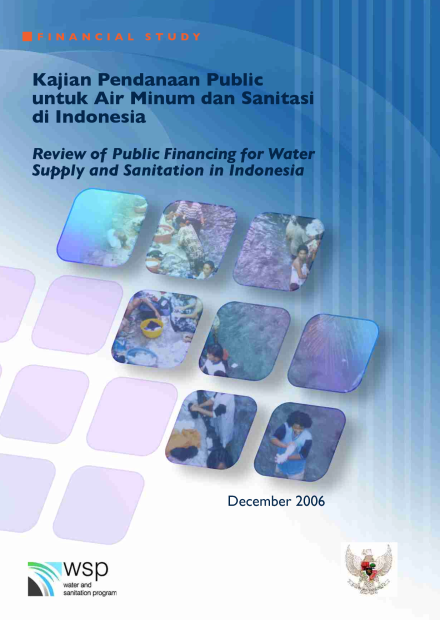 FINANCIAL STUDY
Kajian Pendanaan Public
untuk Air Minum dan Sanitasi
di Indonesia
Review of Public Financing for Water
Supply and Sanitation in Indonesia
December 2006
wsp
water and
sanitation program